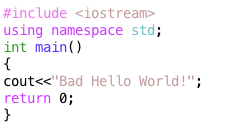 #include <iostream>
using namespace std;
int main()
{
cout<<"Bad Hello World!";
return 0;
}